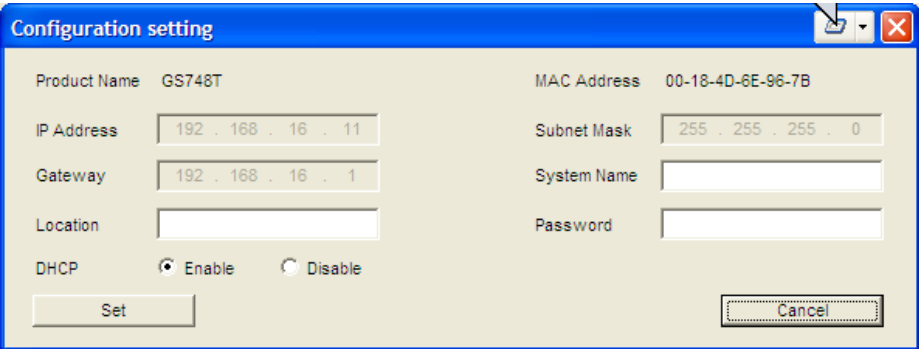 Configuration setting
Product Name GS748T MAC Address 00-18-4D-6E-96-7B
IP Address 192 . 168 . 16 . 11 Subnet Mask 255 . 255 . 255 . 0
Gateway 192 . 168 . 16 . 1 System Name
Location Password
DHCP Enable Disable
Set Cancel